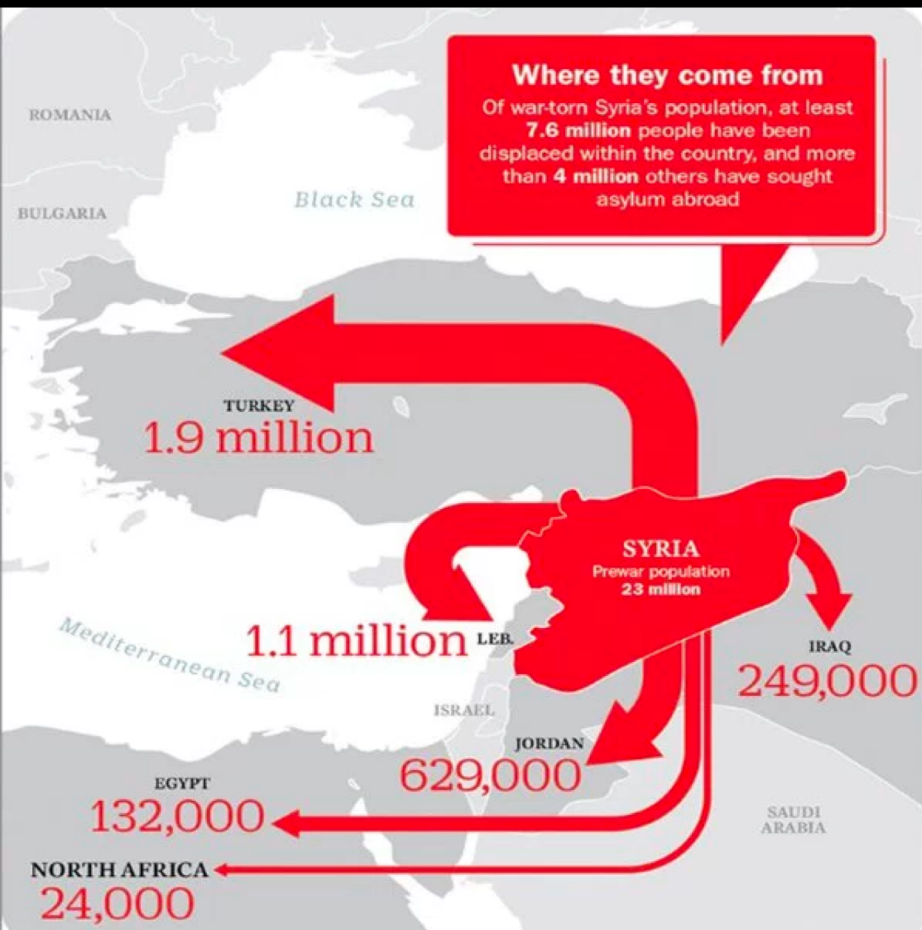 Where they come from
Of war-torn Syria's population, at least
7.6 million people have been
displaced within the country, and more
than 4 million others have sought
asylum abroad
ROMANIA
BULGARIA
Black Sea
TURKEY
1.9 million
SYRIA
Prewar population
23 million
Mediterranean Sea
1.1 million LEB.
IRAQ
249,000
ISRAEL
JORDAN
629,000
EGYPT
132,000
SAUDI
ARABIA
NORTH AFRICA
24,000